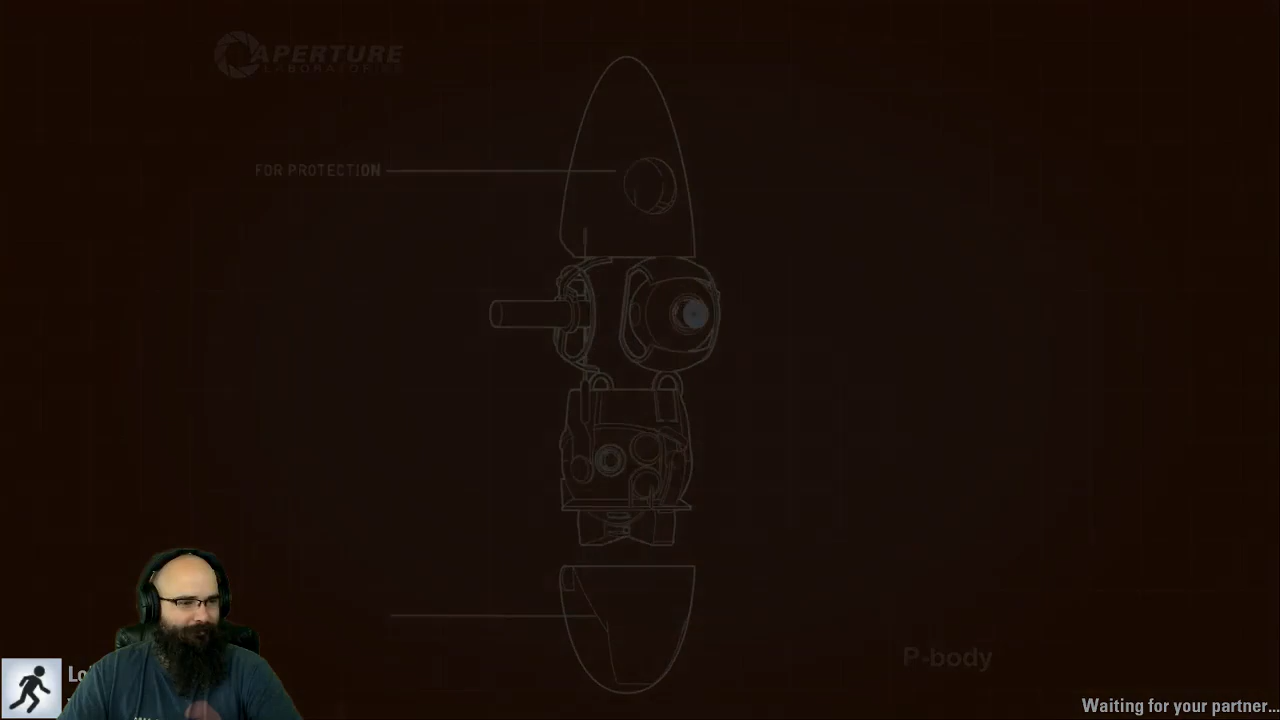 APERTURE
LABORATORIES
FOR PROTECTION
P-body
Waiting for your partner...